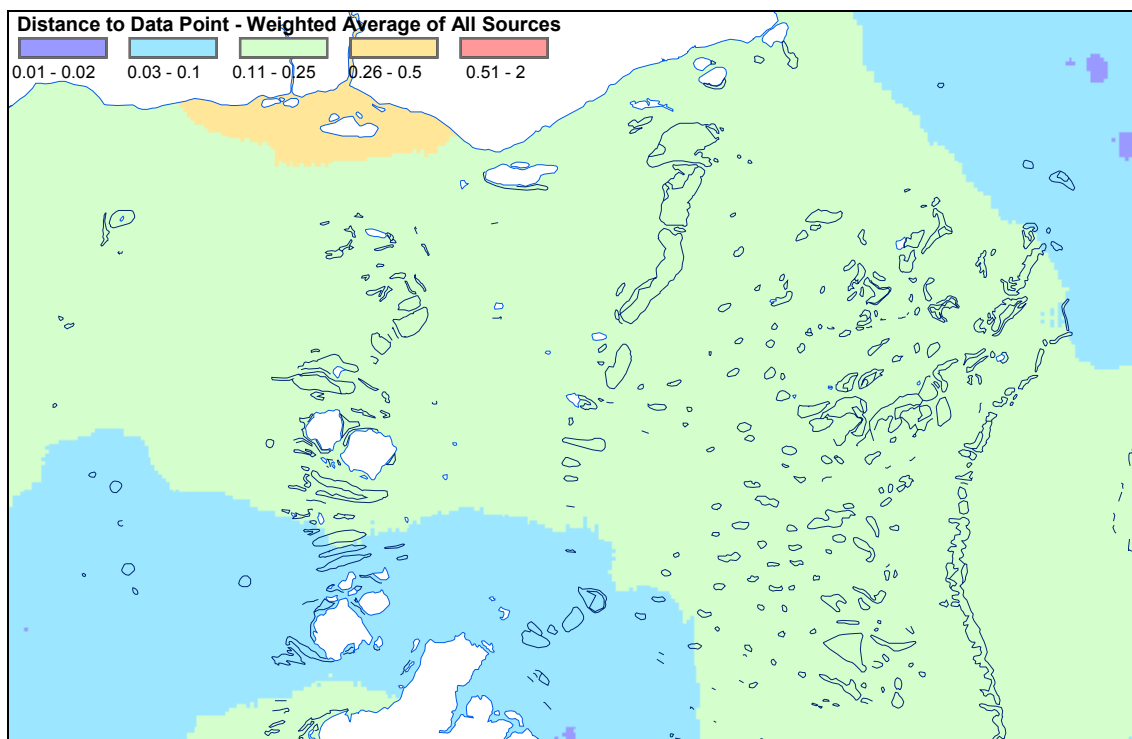 Distance to Data Point - Weighted Average of All Sources
0.01 - 0.02 0.03 - 0.1 0.11 - 0.25 0.26 - 0.5 0.51 - 2